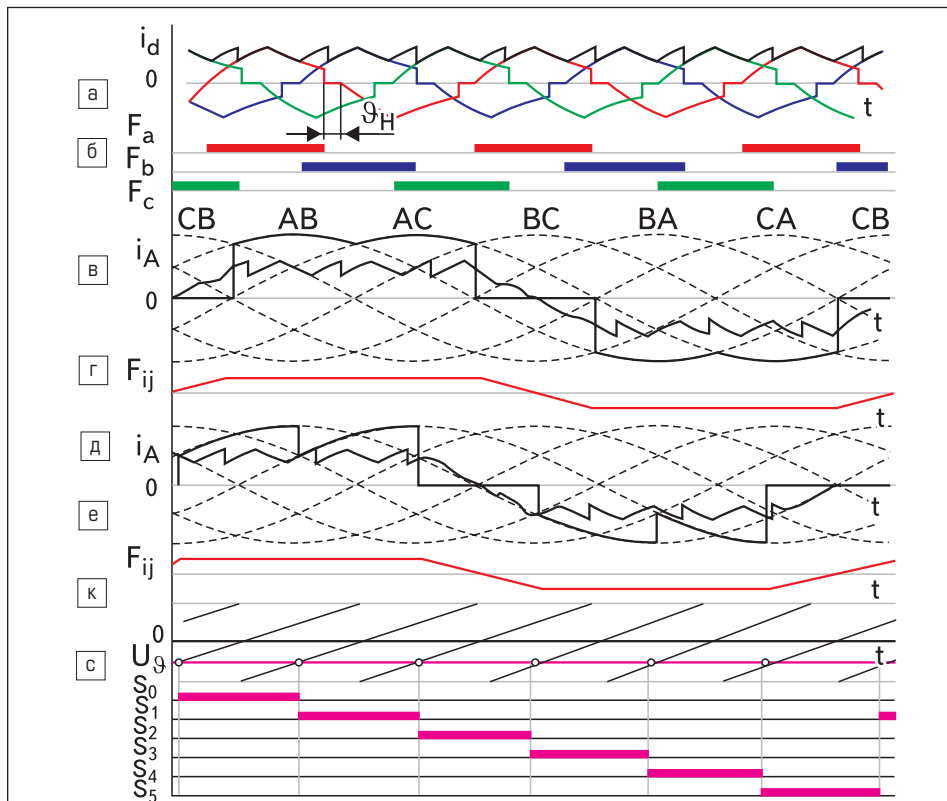 i_d
0
а
t
ϑ_H
F_a
б
F_b
F_c
CB AB AC BC BA CA CB
i_A
в
0
t
г
F_ij
t
д
i_A
0
t
е
F_ij
к
t
0
U_ϑ
t
с
S_0
S_1
S_2
S_3
S_4
S_5